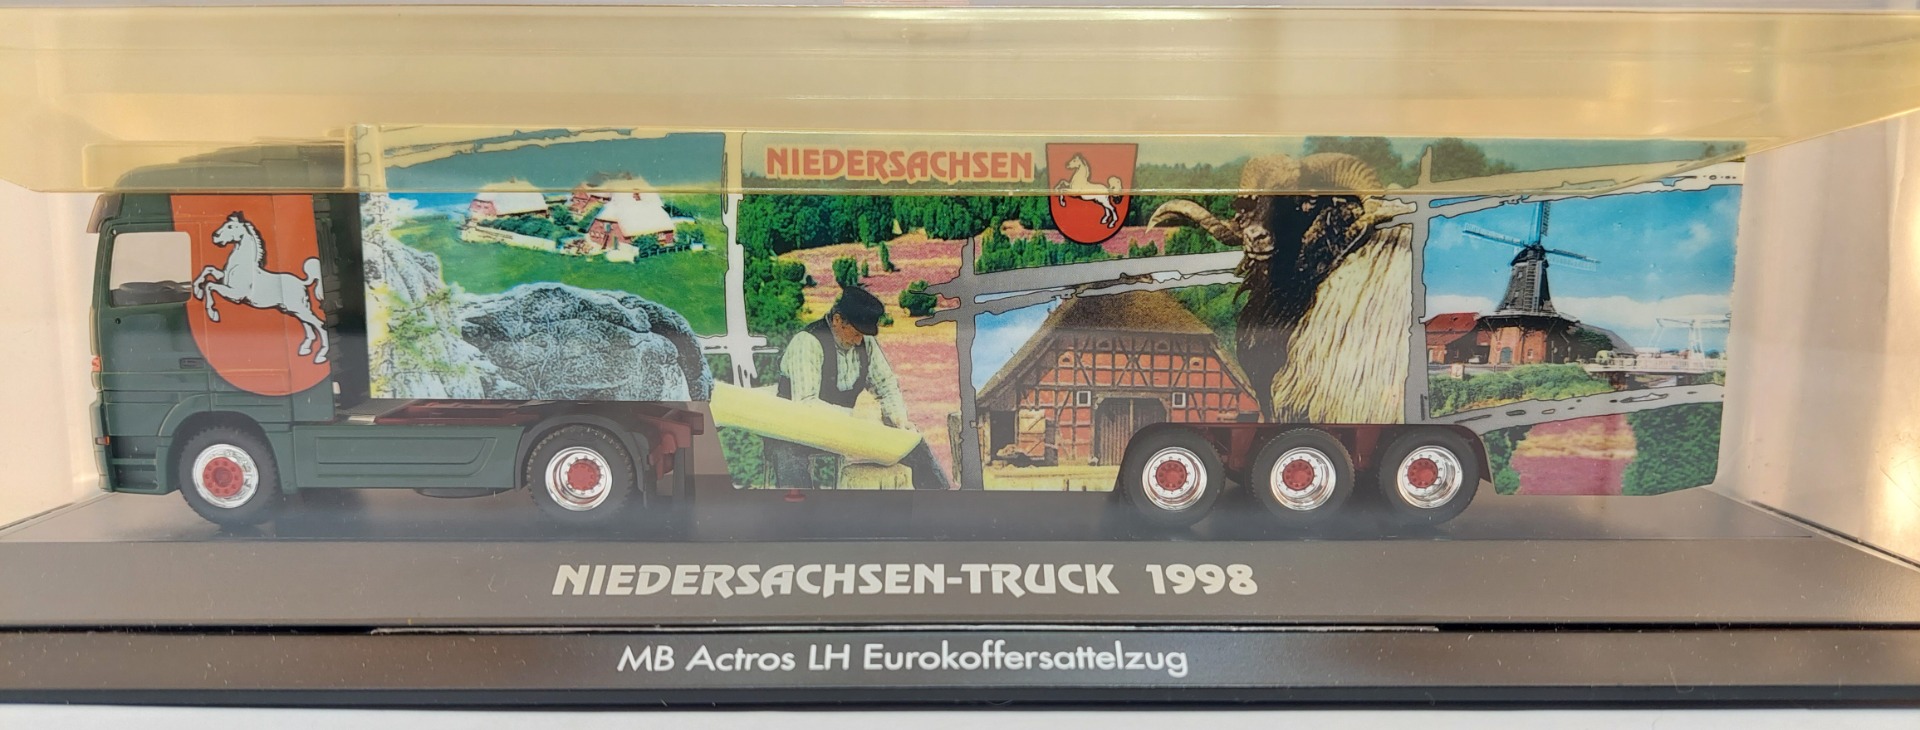 NIEDERSACHSEN
NIEDERSACHSEN-TRUCK 1998
MB Actros LH Eurokoffersattelzug